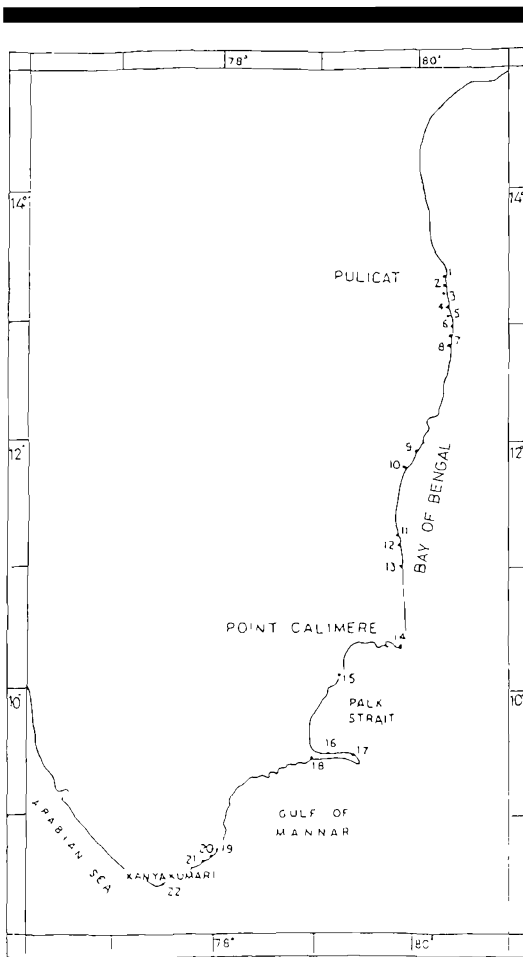 78° 80°
14° 14°
PULICAT
1
2
3
4
5
6
7
8
12° 12°
9
10
BAY OF BENGAL
11
12
13
POINT CALIMERE 14
15
10° 10°
PALK
STRAIT
16 17
18
GULF OF
MANNAR
ARABIAN SEA
20 19
21
KANYAKUMARI
22
78° 80°